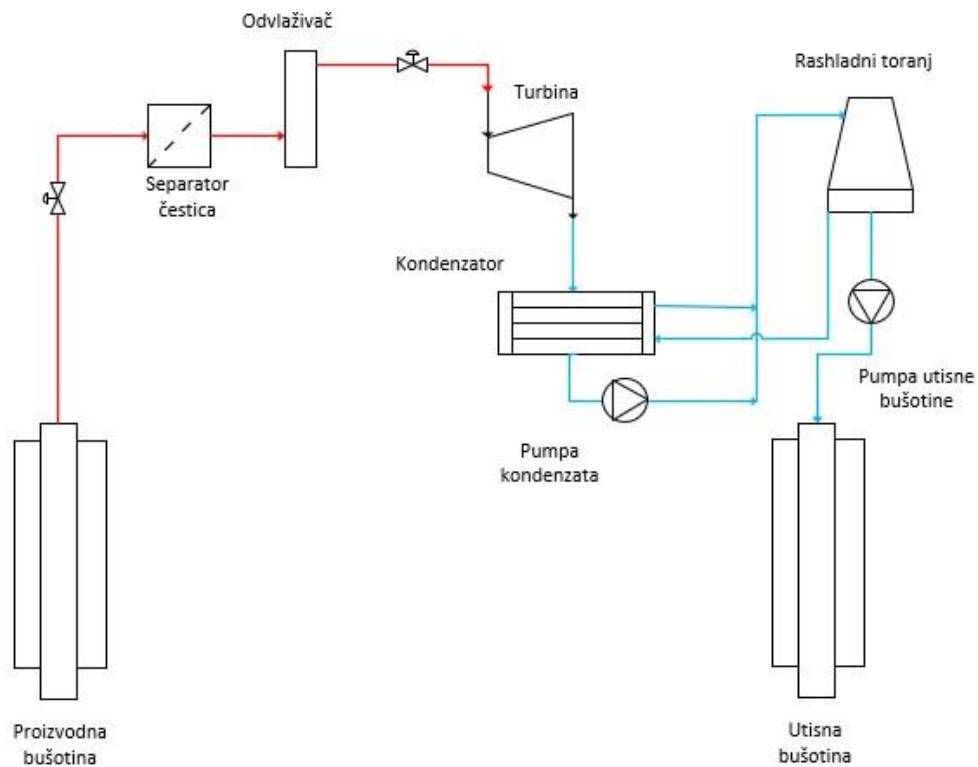 Odvlaživač
Rashladni toranj
Turbina
Separator
čestica
Kondenzator
Pumpa utisne
bušotine
Pumpa
kondenzata
Proizvodna
bušotina
Utisna
bušotina